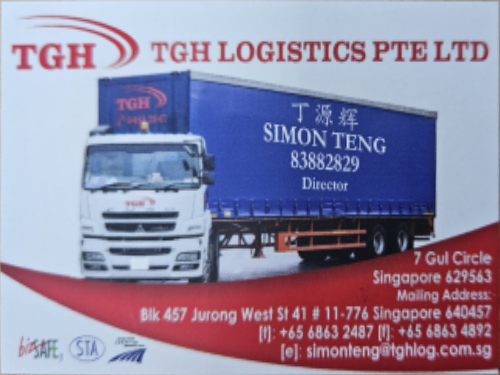 TGH
TGH LOGISTICS PTE LTD
TGH
丁源辉
SIMON TENG
83882829
Director
TGH
7 Gul Circle
Singapore 629563
Mailing Address:
Blk 457 Jurong West St 41 # 11-776 Singapore 640457
[t]: +65 6863 2487 [f]: +65 6863 4892
[e]: simonteng@tghlog.com.sg
bizSAFE
STA